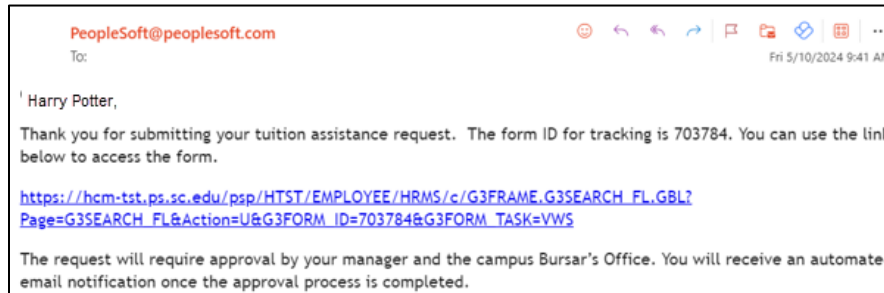 PeopleSoft@peoplesoft.com
To:
Fri 5/10/2024 9:41 AM
Harry Potter,
Thank you for submitting your tuition assistance request. The form ID for tracking is 703784. You can use the link
below to access the form.
https://hcm-tst.ps.sc.edu/psp/HTST/EMPLOYEE/HRMS/c/G3FRAME.G3SEARCH_FL.GBL?
Page=G3SEARCH_FL&Action=U&G3FORM_ID=703784&G3FORM_TASK=VWS
The request will require approval by your manager and the campus Bursar's Office. You will receive an automate
email notification once the approval process is completed.